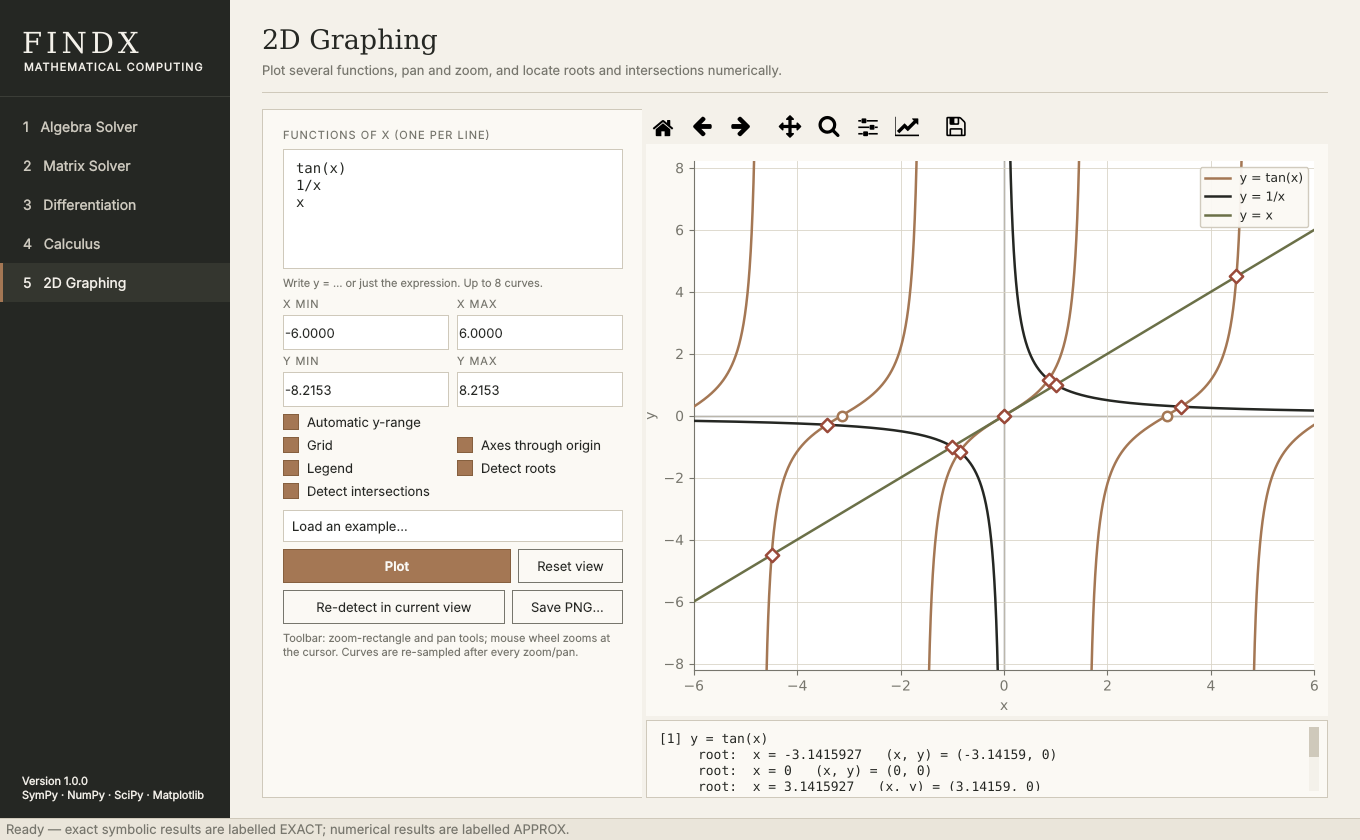 FINDX
MATHEMATICAL COMPUTING
1 Algebra Solver
2 Matrix Solver
3 Differentiation
4 Calculus
5 2D Graphing
Version 1.0.0
SymPy · NumPy · SciPy · Matplotlib
2D Graphing
Plot several functions, pan and zoom, and locate roots and intersections numerically.
FUNCTIONS OF X (ONE PER LINE)
tan(x)
1/x
x
Write y = ... or just the expression. Up to 8 curves.
X MIN X MAX
-6.0000 6.0000
Y MIN Y MAX
-8.2153 8.2153
Automatic y-range
Grid Axes through origin
Legend Detect roots
Detect intersections
Load an example...
Plot Reset view
Re-detect in current view Save PNG...
Toolbar: zoom-rectangle and pan tools; mouse wheel zooms at
the cursor. Curves are re-sampled after every zoom/pan.
y = tan(x)
y = 1/x
y = x
8
6
4
2
0
−2
−4
−6
−8
y
−6 −4 −2 0 2 4 6
x
[1] y = tan(x)
root: x = -3.1415927 (x, y) = (-3.14159, 0)
root: x = 0 (x, y) = (0, 0)
root: x = 3.1415927 (x, y) = (3.14159, 0)
Ready — exact symbolic results are labelled EXACT; numerical results are labelled APPROX.